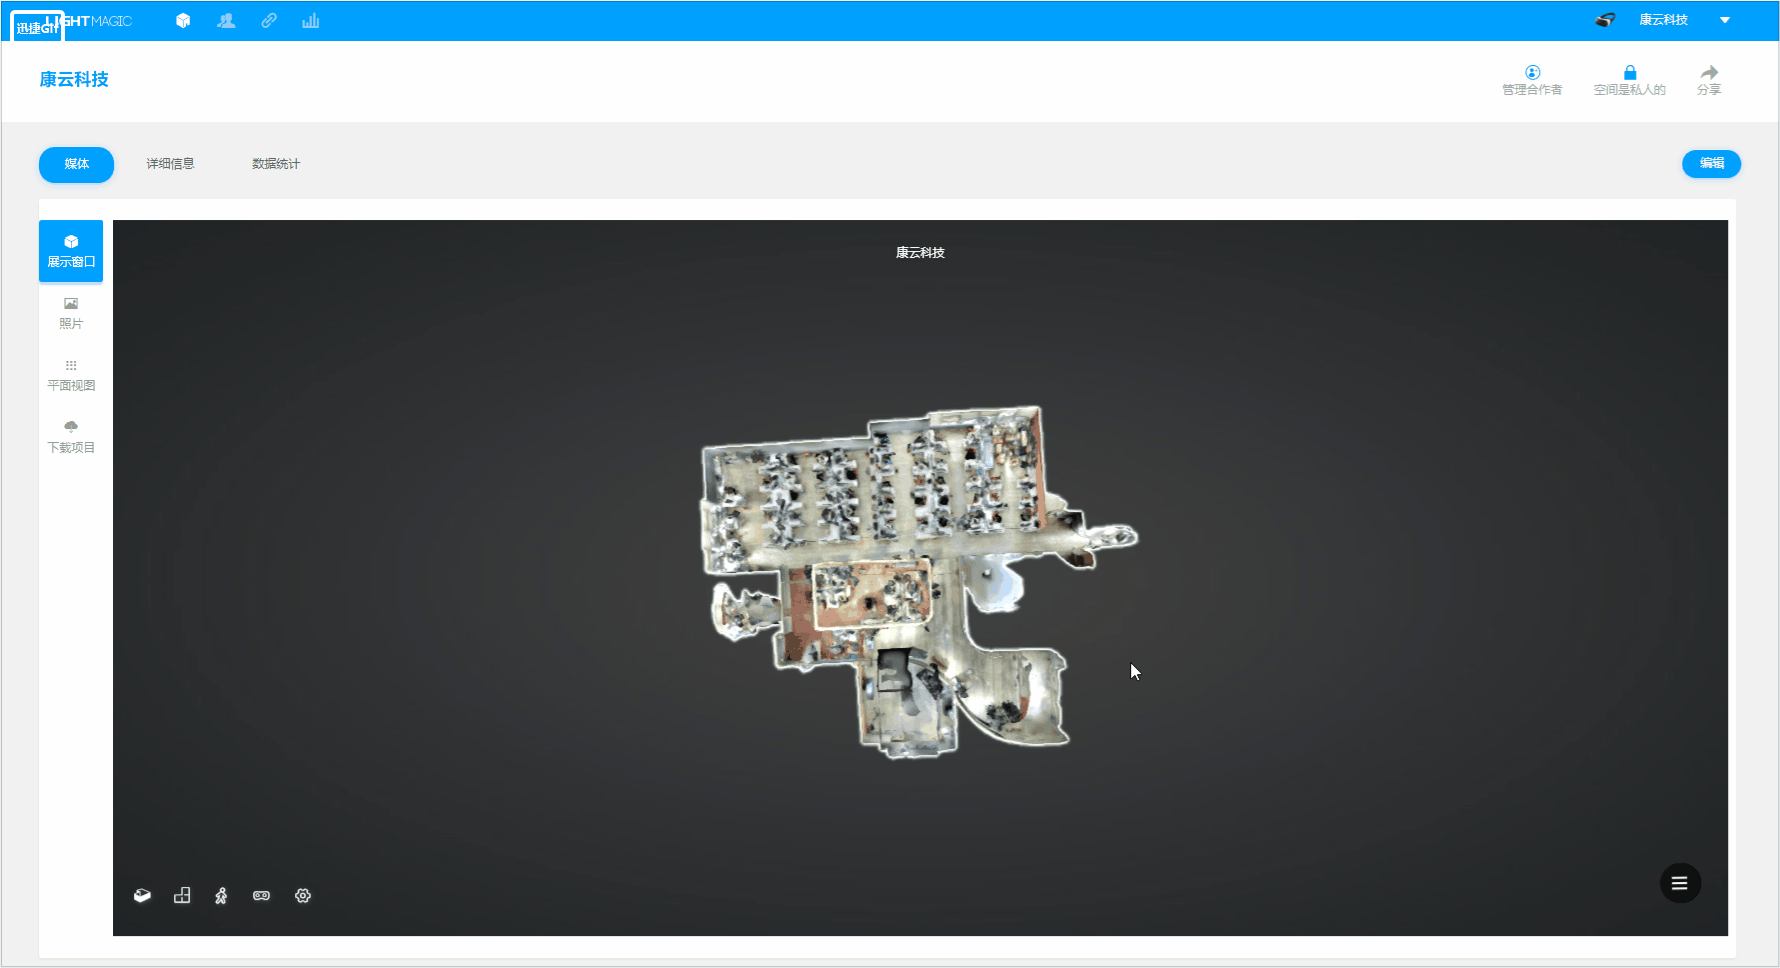 迅捷GIF
LIGHTMAGIC
康云科技
康云科技
管理合作者
空间是私人的
分享
媒体
详细信息
数据统计
编辑
展示窗口
照片
平面视图
下载项目
康云科技